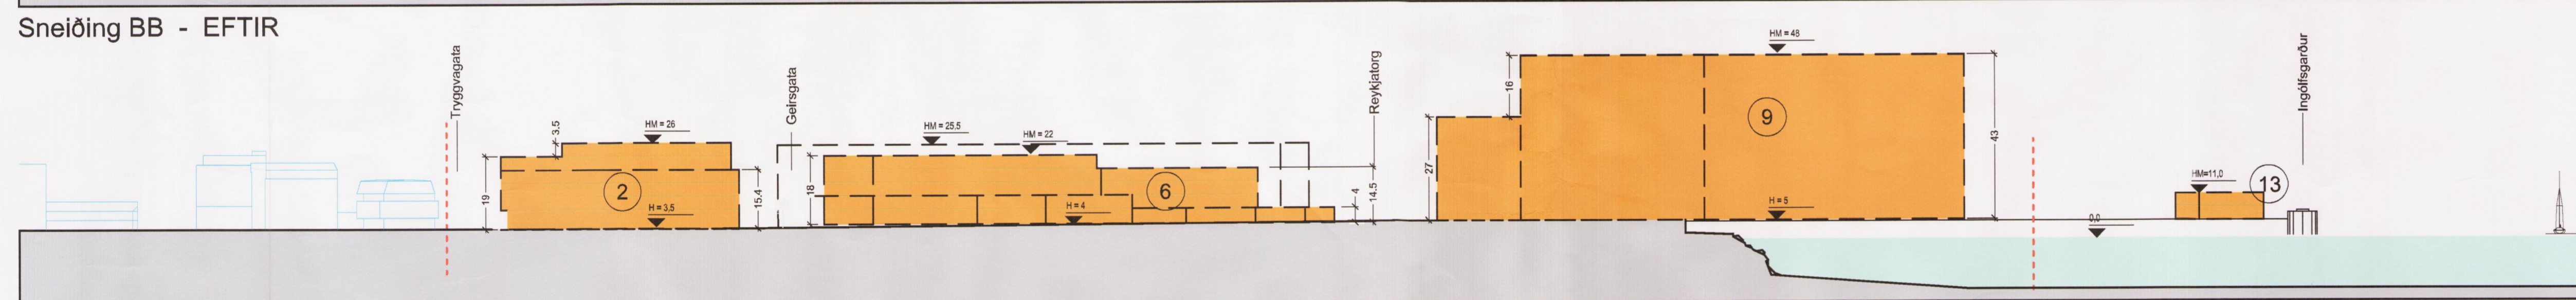 Sneiðing BB - EFTIR
Tryggvagata
19
3,5
HM = 26
2
H = 3,5
15,4
Geirsgata
18
HM = 25,5
HM = 22
H = 4
6
4
14,5
Reykjatorg
27
16
HM = 48
9
H = 5
43
0,0
HM=11,0
13
Ingólfsgarður